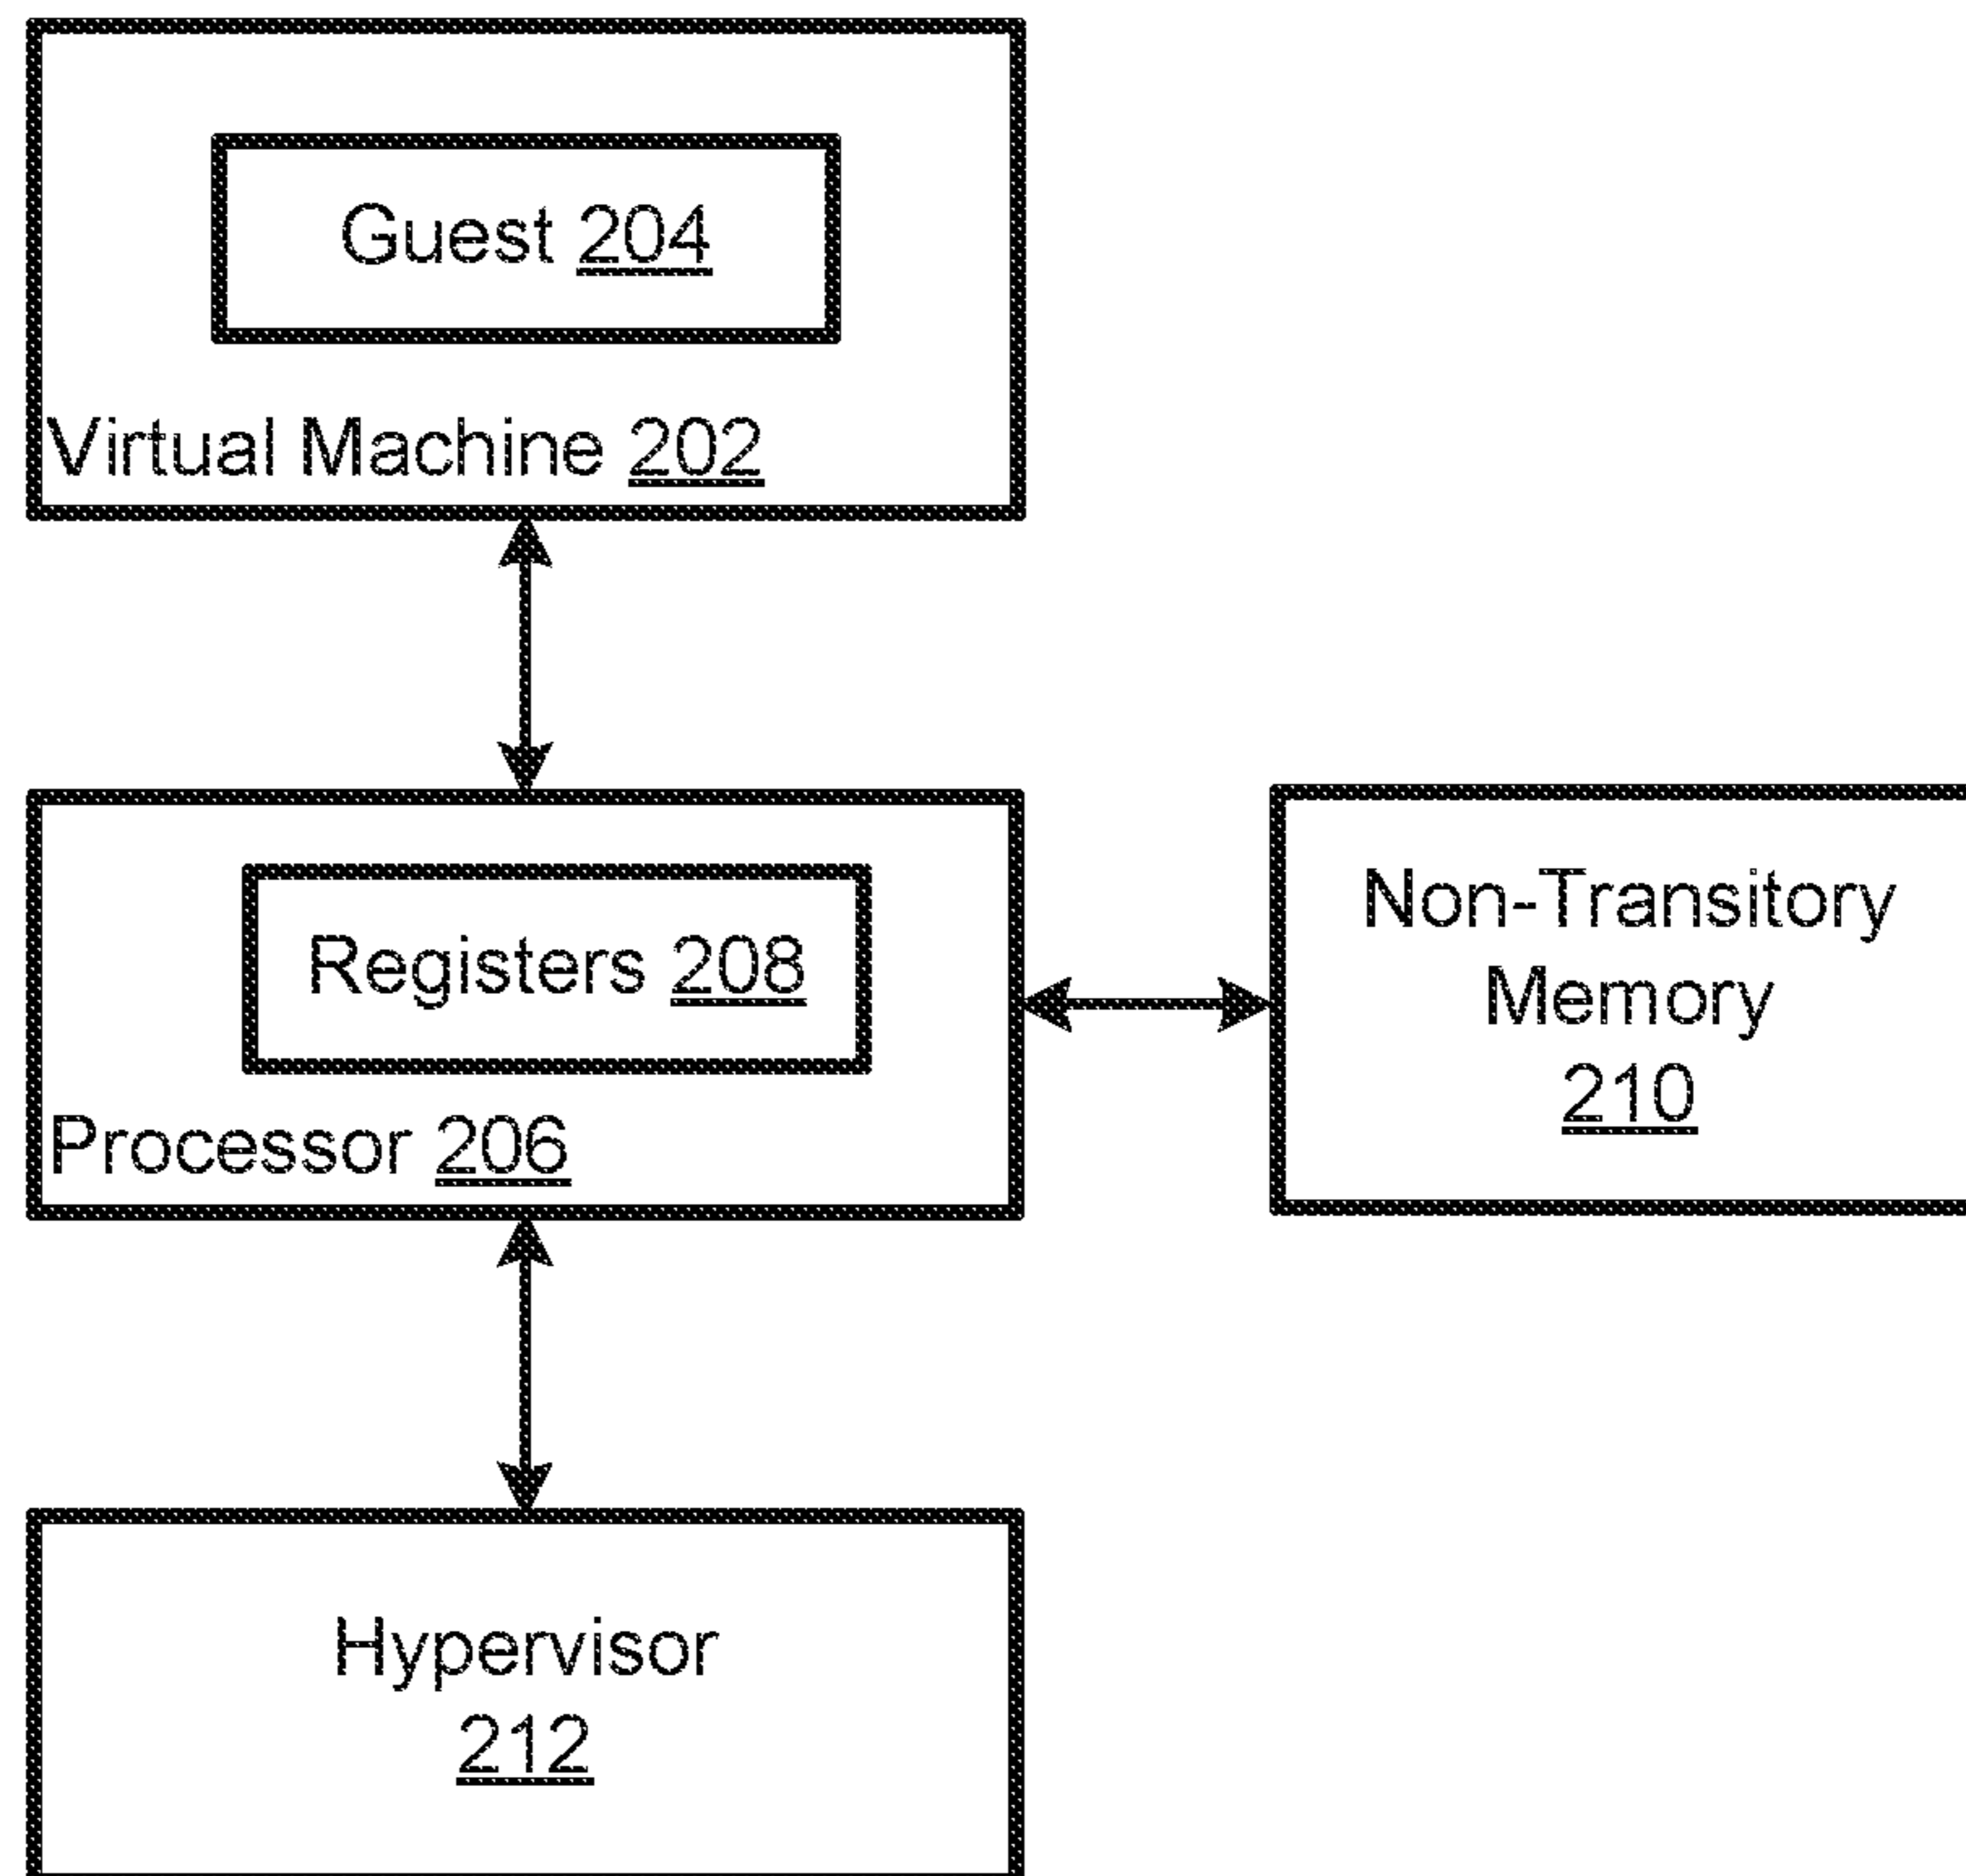 Guest 204
Virtual Machine 202
Registers 208
Processor 206
Non-Transitory
Memory
210
Hypervisor
212